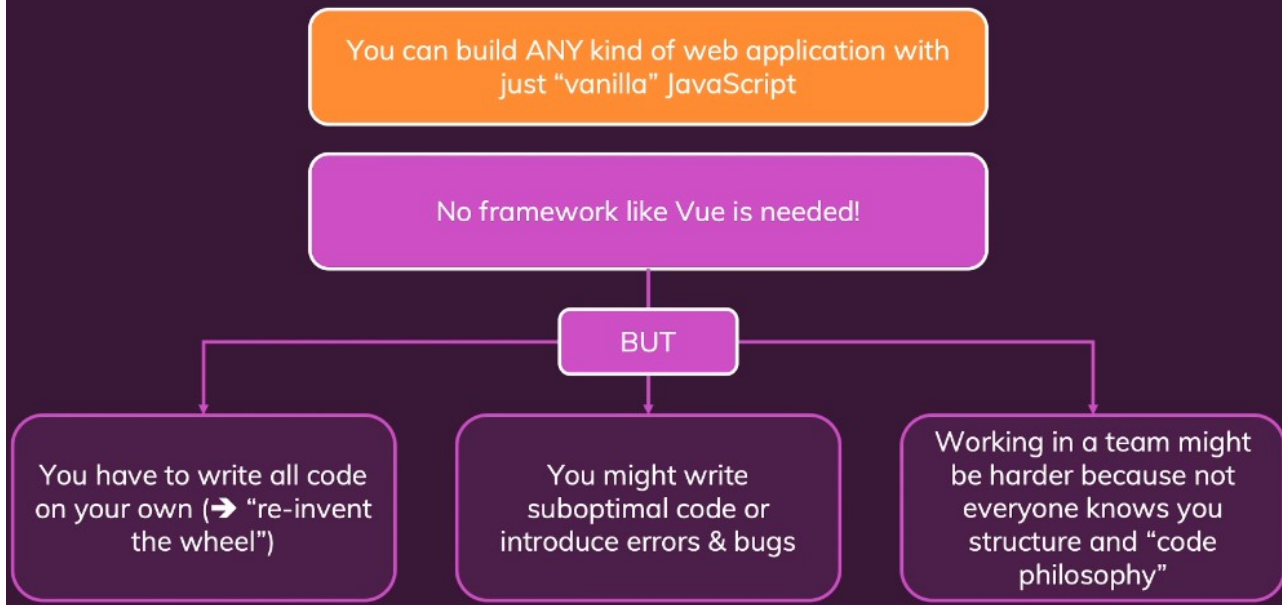 You can build ANY kind of web application with
just “vanilla” JavaScript
No framework like Vue is needed!
BUT
You have to write all code
on your own (➔ “re-invent
the wheel”)
You might write
suboptimal code or
introduce errors & bugs
Working in a team might
be harder because not
everyone knows you
structure and “code
philosophy”